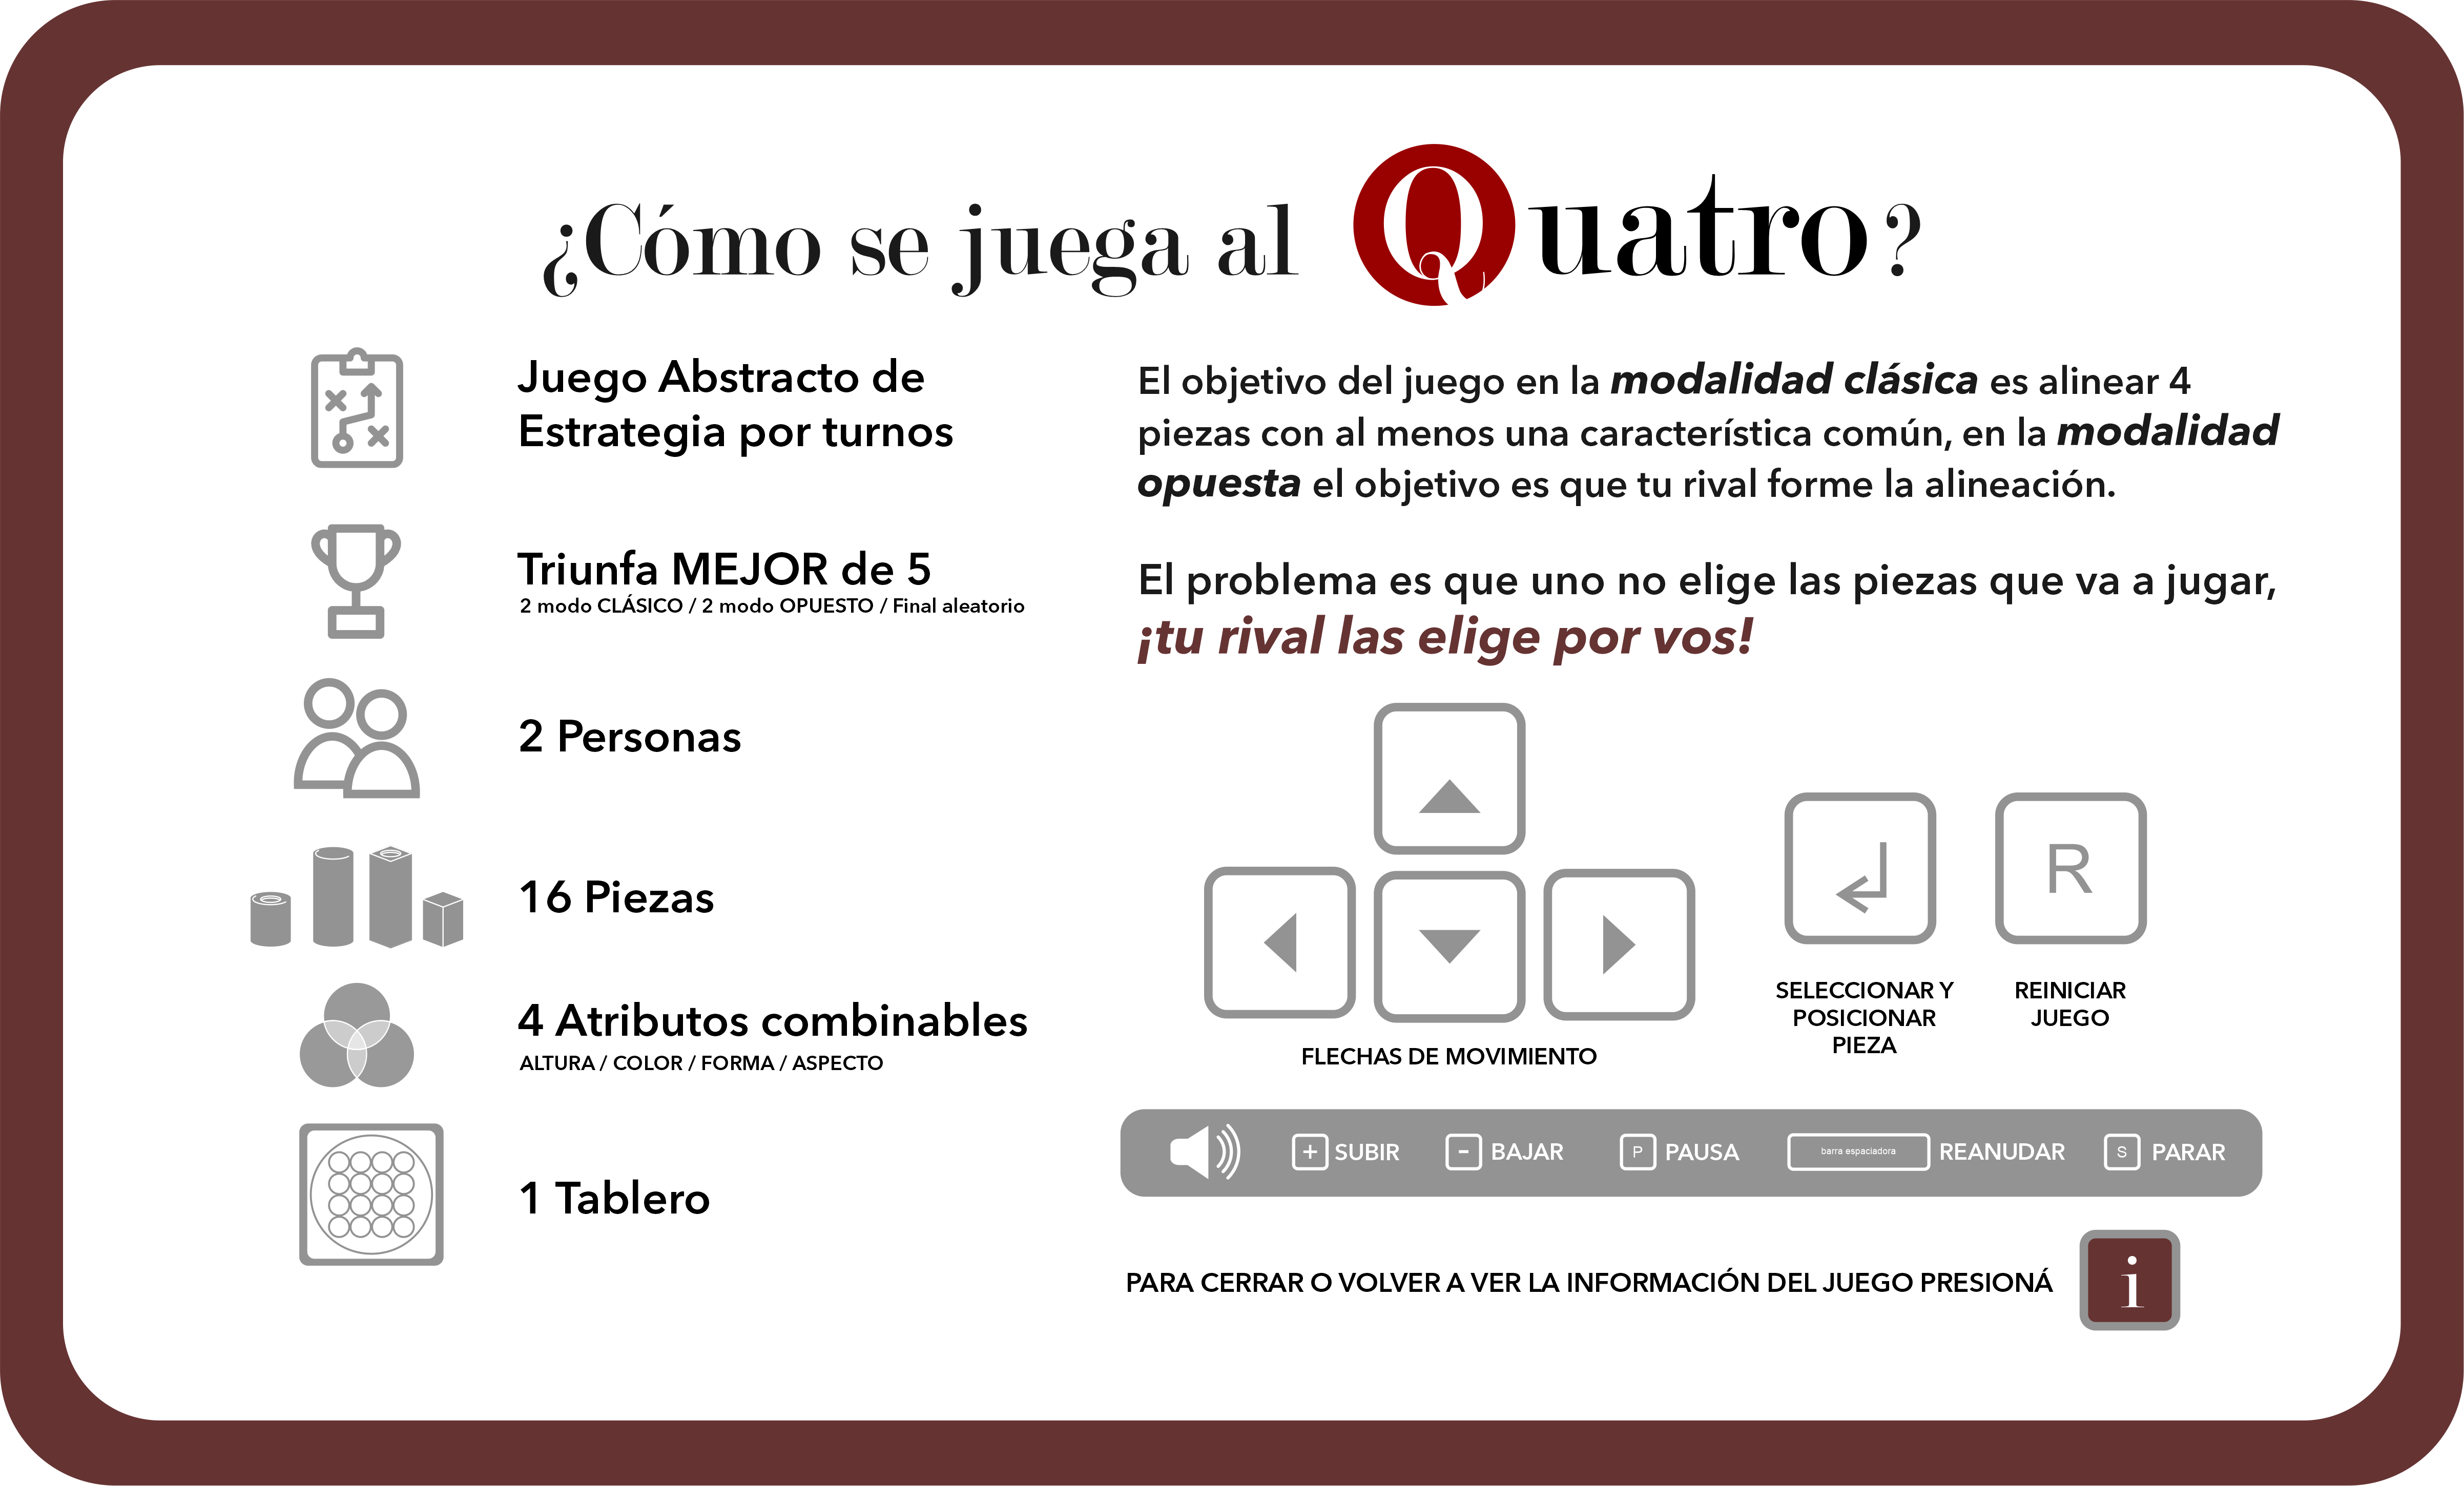 ¿Cómo se juega al Quatro?
Juego Abstracto de
Estrategia por turnos
Triunfa MEJOR de 5
2 modo CLÁSICO / 2 modo OPUESTO / Final aleatorio
2 Personas
16 Piezas
4 Atributos combinables
ALTURA / COLOR / FORMA / ASPECTO
1 Tablero
El objetivo del juego en la modalidad clásica es alinear 4
piezas con al menos una característica común, en la modalidad
opuesta el objetivo es que tu rival forme la alineación.
El problema es que uno no elige las piezas que va a jugar,
¡tu rival las elige por vos!
FLECHAS DE MOVIMIENTO
SELECCIONAR Y
POSICIONAR
PIEZA
R
REINICIAR
JUEGO
+ SUBIR - BAJAR P PAUSA barra espaciadora REANUDAR S PARAR
PARA CERRAR O VOLVER A VER LA INFORMACIÓN DEL JUEGO PRESIONÁ i